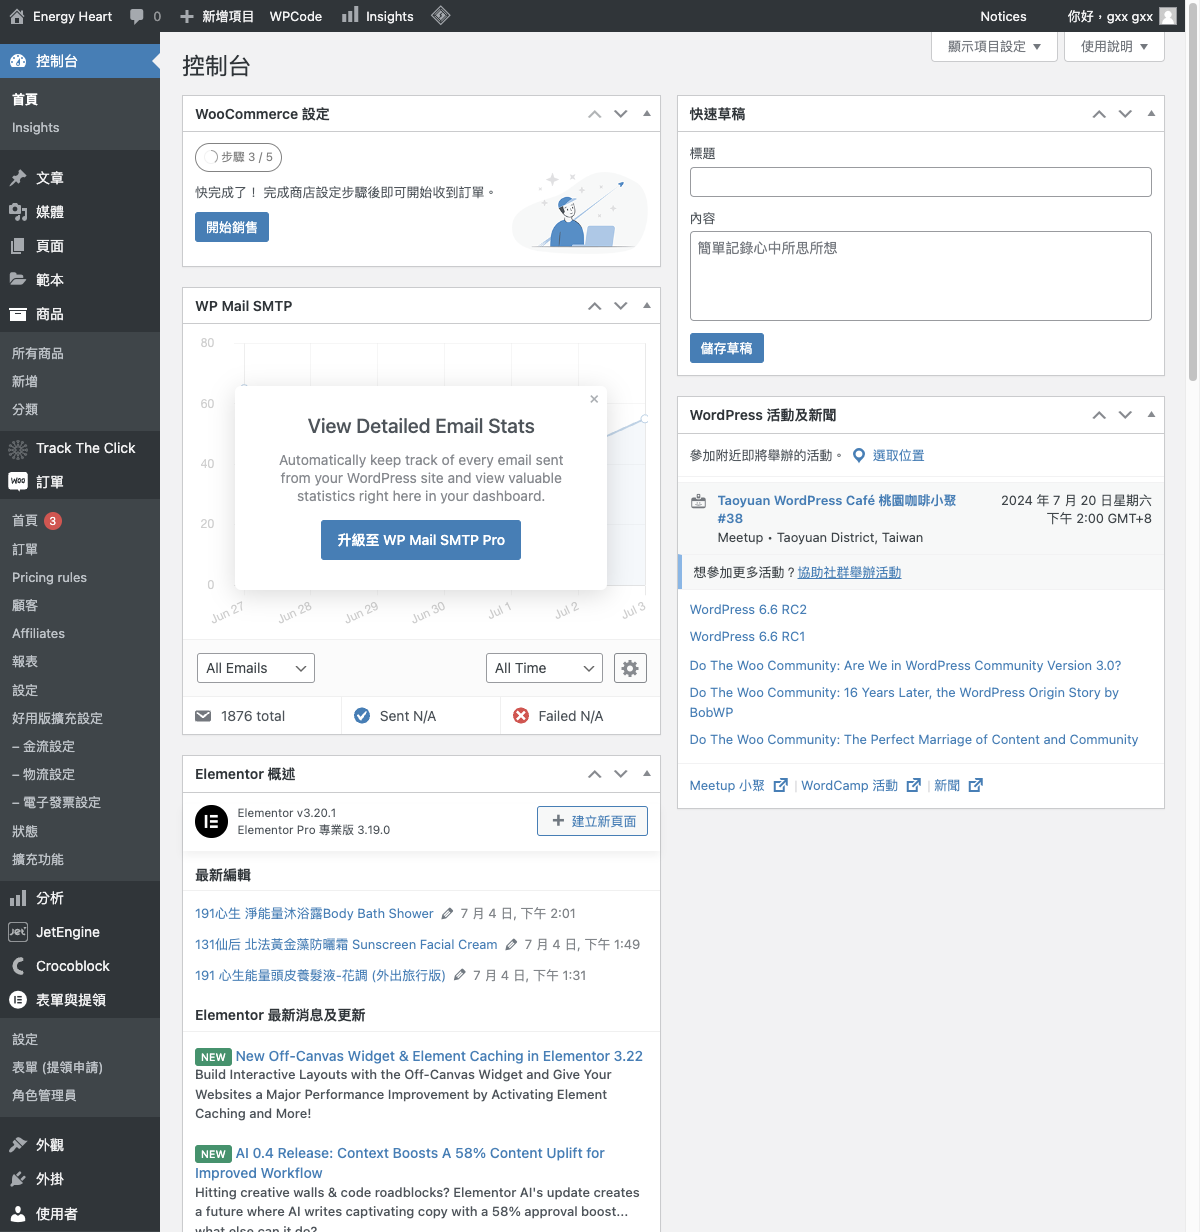 Energy Heart
0
新增項目
WPCode
Insights
Notices
你好，gxx gxx
控制台
首頁
Insights
文章
媒體
頁面
範本
商品
所有商品
新增
分類
Track The Click
訂單
首頁 3
訂單
Pricing rules
顧客
Affiliates
報表
設定
好用版擴充設定
– 金流設定
– 物流設定
– 電子發票設定
狀態
擴充功能
分析
JetEngine
Crocoblock
表單與提領
設定
表單 (提領申請)
角色管理員
外觀
外掛
使用者
顯示項目設定
使用說明
控制台
WooCommerce 設定
步驟 3 / 5
快完成了！ 完成商店設定步驟後即可開始收到訂單。
開始銷售
WP Mail SMTP
80
60
40
20
0
Jun 27
Jun 28
Jun 29
Jun 30
Jul 1
Jul 2
Jul 3
View Detailed Email Stats
Automatically keep track of every email sent
from your WordPress site and view valuable
statistics right here in your dashboard.
升級至 WP Mail SMTP Pro
All Emails
All Time
1876 total
Sent N/A
Failed N/A
Elementor 概述
Elementor v3.20.1
Elementor Pro 專業版 3.19.0
建立新頁面
最新編輯
191心生 淨能量沐浴露Body Bath Shower 7 月 4 日, 下午 2:01
131仙后 北法黃金藻防曬霜 Sunscreen Facial Cream 7 月 4 日, 下午 1:49
191 心生能量頭皮養髮液-花調 (外出旅行版) 7 月 4 日, 下午 1:31
Elementor 最新消息及更新
NEW New Off-Canvas Widget & Element Caching in Elementor 3.22
Build Interactive Layouts with the Off-Canvas Widget and Give Your
Websites a Major Performance Improvement by Activating Element
Caching and More!
NEW AI 0.4 Release: Context Boosts A 58% Content Uplift for
Improved Workflow
Hitting creative walls & code roadblocks? Elementor AI's update creates
a future where AI writes captivating copy with a 58% approval boost...
what else can it do?
快速草稿
標題
內容
簡單記錄心中所思所想
儲存草稿
WordPress 活動及新聞
參加附近即將舉辦的活動。 選取位置
Taoyuan WordPress Café 桃園咖啡小聚
#38
Meetup • Taoyuan District, Taiwan
2024 年 7 月 20 日星期六
下午 2:00 GMT+8
想參加更多活動？協助社群舉辦活動
WordPress 6.6 RC2
WordPress 6.6 RC1
Do The Woo Community: Are We in WordPress Community Version 3.0?
Do The Woo Community: 16 Years Later, the WordPress Origin Story by
BobWP
Do The Woo Community: The Perfect Marriage of Content and Community
Meetup 小聚 | WordCamp 活動 | 新聞